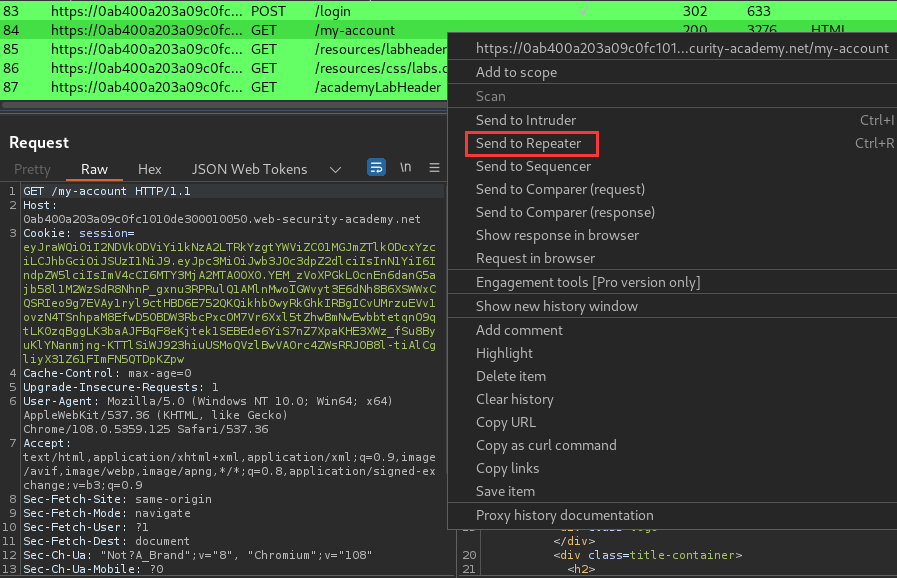 83 https://0ab400a203a09c0fc... POST /login 302 633
84 https://0ab400a203a09c0fc... GET /my-account 200 3276 HTML
85 https://0ab400a203a09c0fc... GET /resources/labheader
86 https://0ab400a203a09c0fc... GET /resources/css/labs.c
87 https://0ab400a203a09c0fc... GET /academyLabHeader
https://0ab400a203a09c0fc101...curity-academy.net/my-account
Add to scope
Scan
Send to Intruder Ctrl+I
Send to Repeater Ctrl+R
Send to Sequencer
Send to Comparer (request)
Send to Comparer (response)
Show response in browser
Request in browser
Engagement tools [Pro version only]
Show new history window
Add comment
Highlight
Delete item
Clear history
Copy URL
Copy as curl command
Copy links
Save item
Proxy history documentation
Request
Pretty Raw Hex JSON Web Tokens \n
1 GET /my-account HTTP/1.1
2 Host:
0ab400a203a09c0fc1010de300010050.web-security-academy.net
3 Cookie: session=
4 Cache-Control: max-age=0
5 Upgrade-Insecure-Requests: 1
6 User-Agent: Mozilla/5.0 (Windows NT 10.0; Win64; x64)
AppleWebKit/537.36 (KHTML, like Gecko)
Chrome/108.0.5359.125 Safari/537.36
7 Accept:
text/html,application/xhtml+xml,application/xml;q=0.9,image
/avif,image/webp,image/apng,*/*;q=0.8,application/signed-ex
change;v=b3;q=0.9
8 Sec-Fetch-Site: same-origin
9 Sec-Fetch-Mode: navigate
10 Sec-Fetch-User: ?1
11 Sec-Fetch-Dest: document
12 Sec-Ch-Ua: "Not?A_Brand";v="8", "Chromium";v="108"
13 Sec-Ch-Ua-Mobile: ?0
</div>
20 <div class=title-container>
21 <h2>